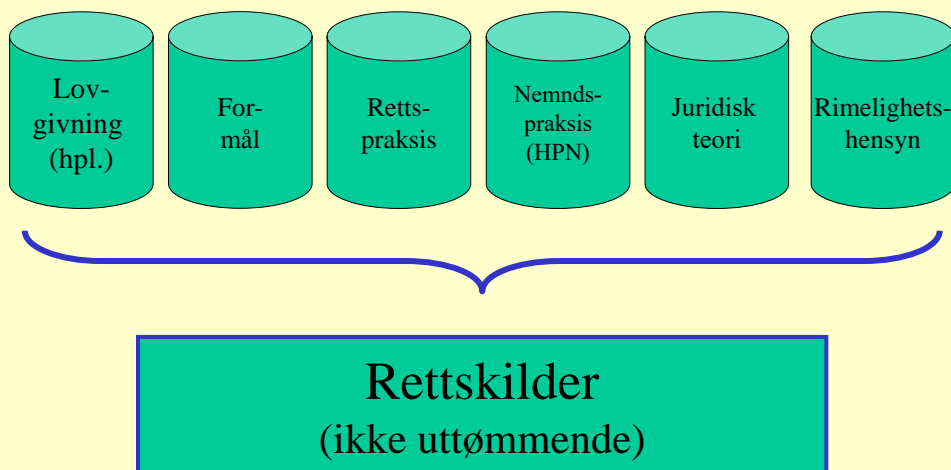 Lov-
givning
(hpl.)
For-
mål
Retts-
praksis
Nemnds-
praksis
(HPN)
Juridisk
teori
Rimelighets-
hensyn
Rettskilder
(ikke uttømmende)